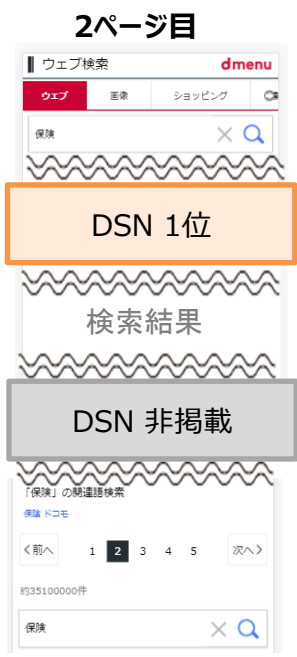 2ページ目
ウェブ検索 dmenu
ウェブ 画像 ショッピング
保険
DSN 1位
検索結果
DSN 非掲載
「保険」の関連語検索
保険 ドコモ
<前へ 1 2 3 4 5 次へ>
約35100000件
保険